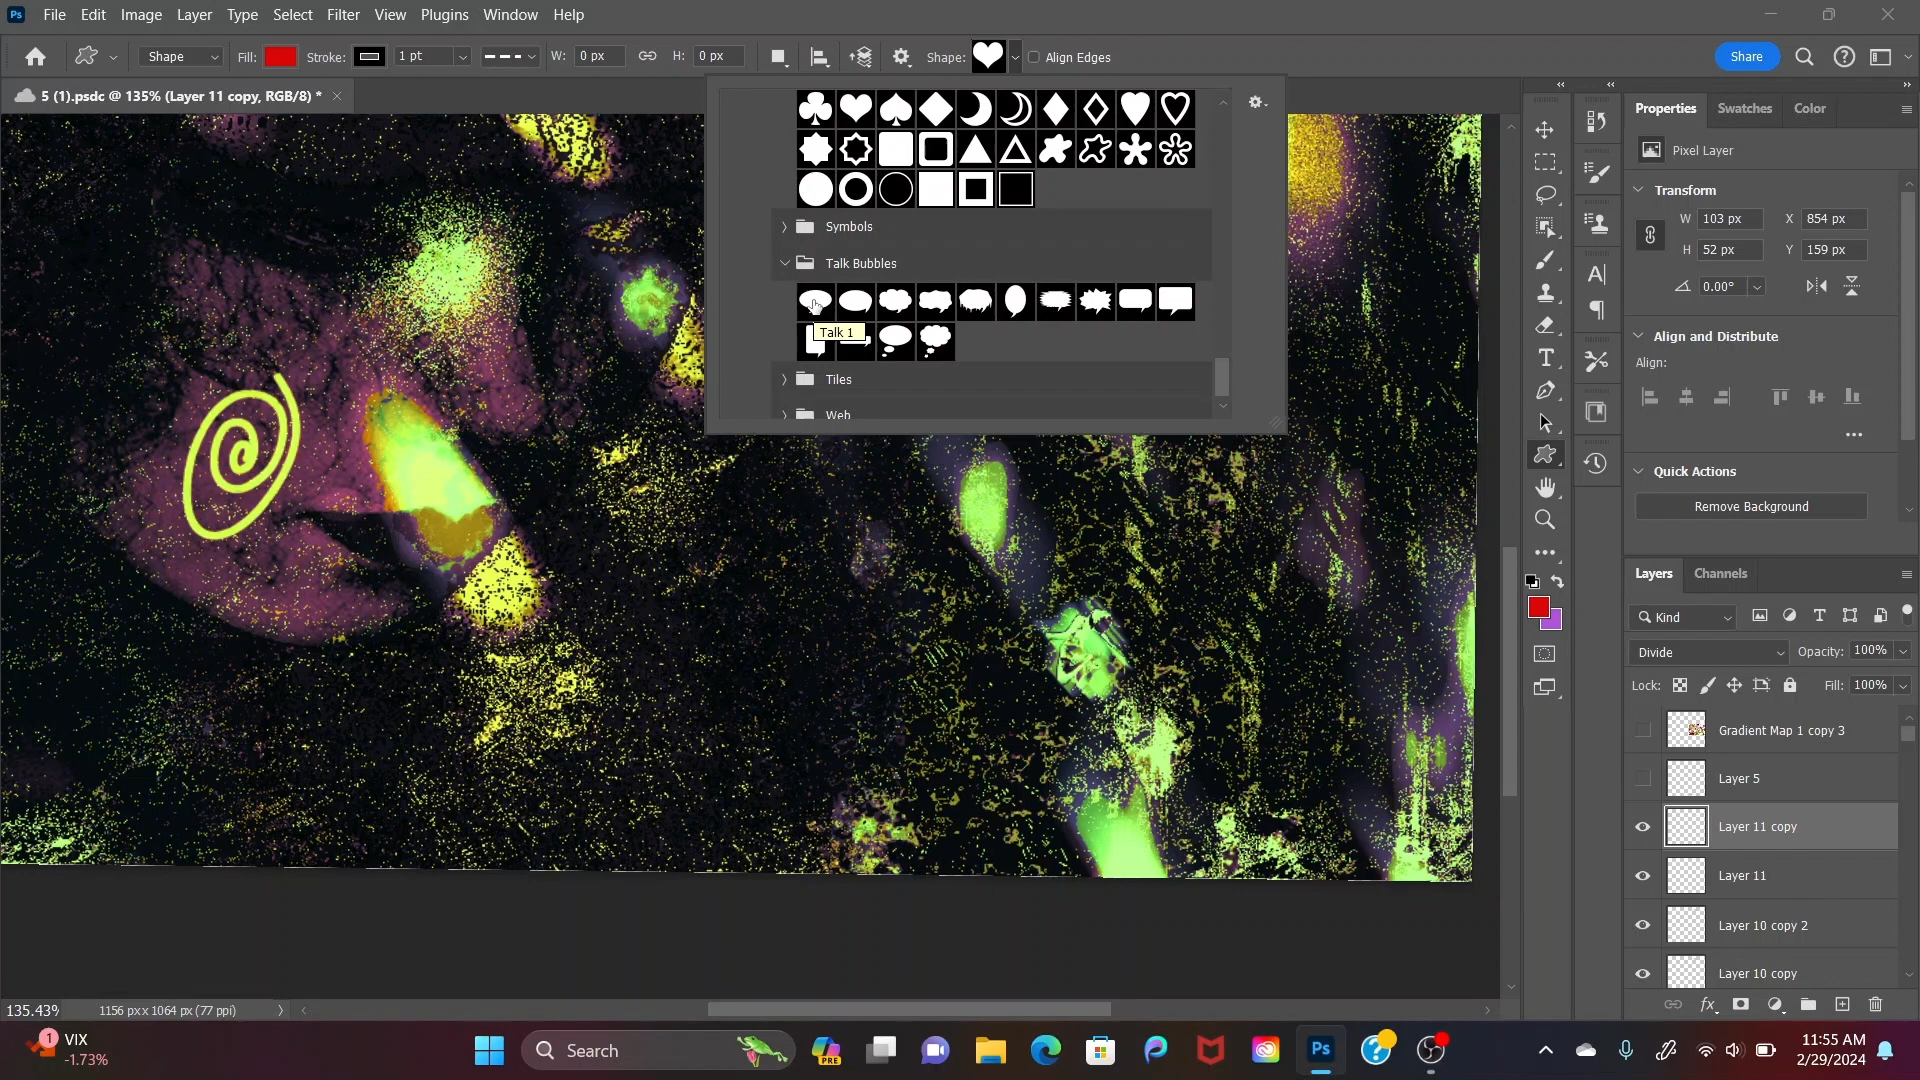 Ps File Edit Image Layer Type Select Filter View Plugins Window Help
Shape Fill: Stroke: 1 pt W: 0 px H: 0 px Shape: Align Edges Share
5 (1).psdc @ 135% (Layer 11 copy, RGB/8) *
Properties Swatches Color
Pixel Layer
Transform
W 103 px X 854 px
H 52 px Y 159 px
0.00°
Symbols
Talk Bubbles
Talk 1
Tiles
Web
Align and Distribute
Align:
Quick Actions
Remove Background
Layers Channels
Kind
Divide Opacity: 100%
Lock: Fill: 100%
Gradient Map 1 copy 3
Layer 5
Layer 11 copy
Layer 11
Layer 10 copy 2
Layer 10 copy
135.43% 1156 px x 1064 px (77 ppi)
1 VIX
-1.73%
Search
PRE
Ps
11:55 AM
2/29/2024